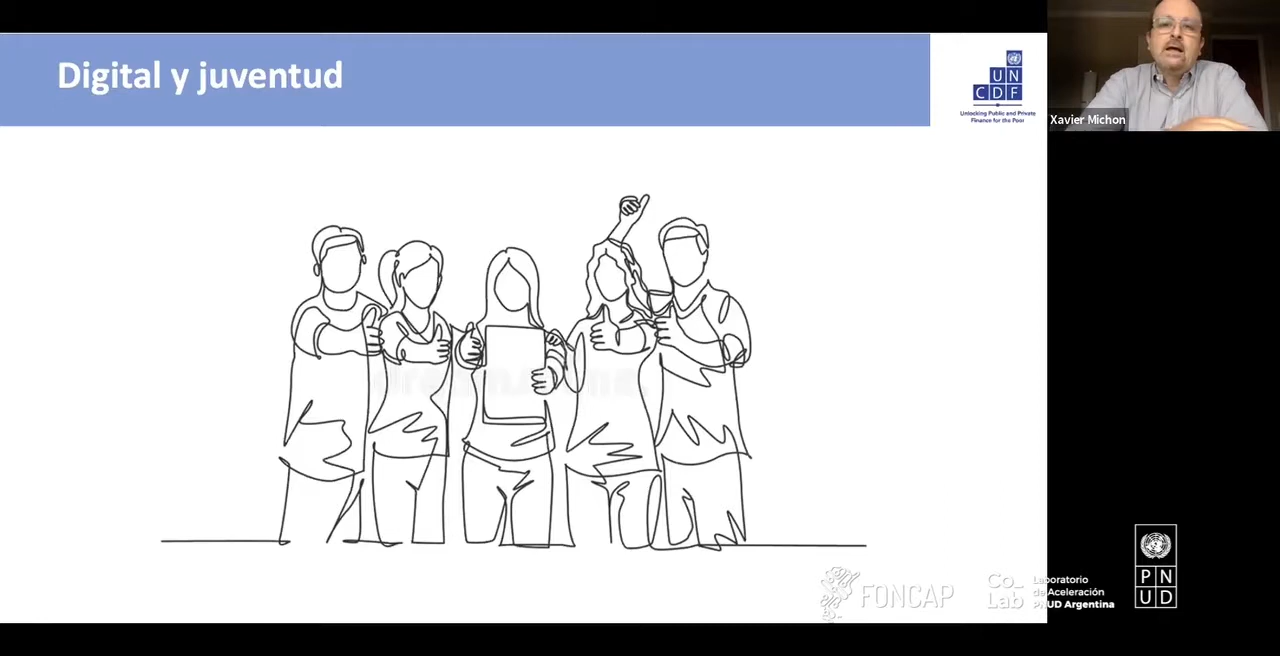 Digital y juventud
UN
CDF
Unlocking Public and Private
Finance for the Poor
Xavier Michon
FONCAP
Co_
Lab
Laboratorio
de Aceleración
PNUD Argentina
PN
UD